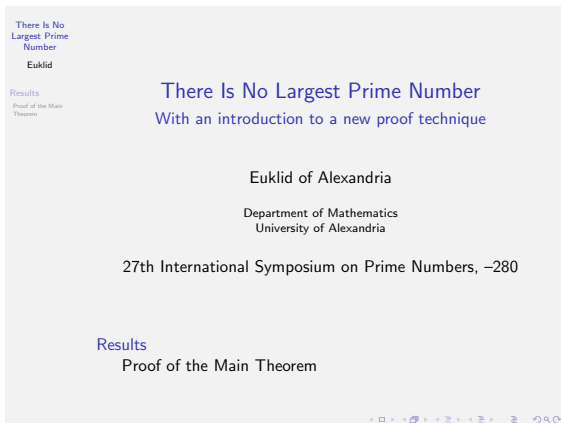 There Is No
Largest Prime
Number
Euklid
Results
Proof of the Main
Theorem
There Is No Largest Prime Number
With an introduction to a new proof technique
Euklid of Alexandria
Department of Mathematics
University of Alexandria
27th International Symposium on Prime Numbers, –280
Results
Proof of the Main Theorem